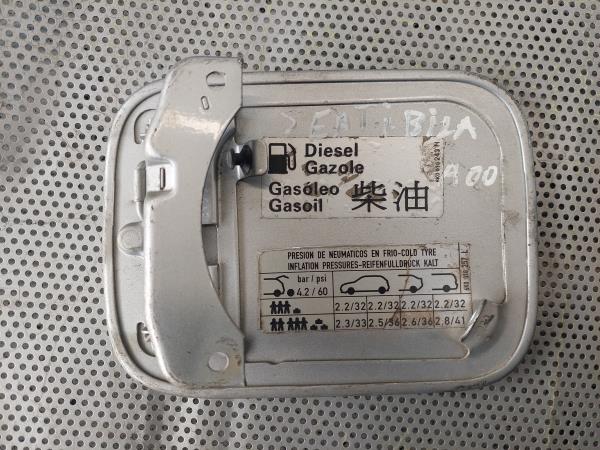 SEAT iBiZA
A00
Diesel
Gazole
Gasóleo
Gasoil
柴油
PRESION DE NEUMATICOS EN FRIO-COLD TYRE
INFLATION PRESSURES-REIFENFULLDRUCK KALT
bar / psi
4.2 / 60
2.2/32 2.2/32 2.2/32 2.2/32
2.3/33 2.5/36 2.6/36 2.8/41